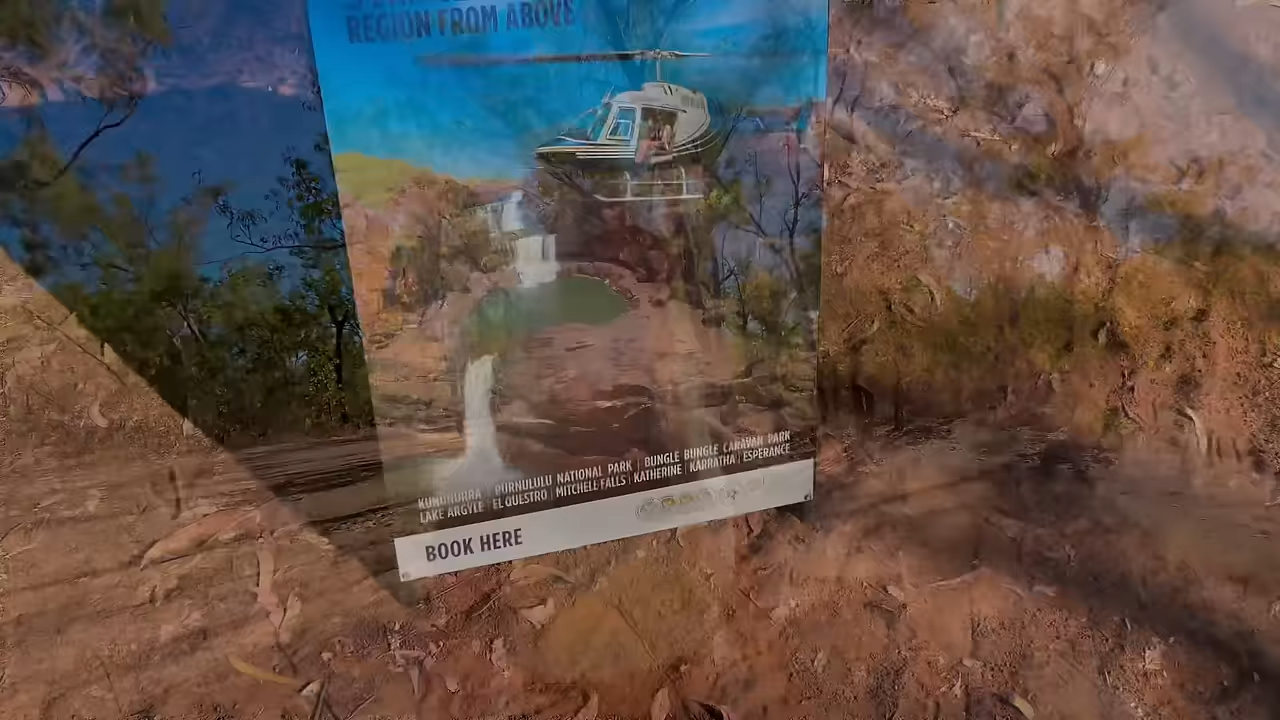 REGION FROM ABOVE
KUNUNURRA | PURNULULU NATIONAL PARK | BUNGLE BUNGLE CARAVAN PARK
LAKE ARGYLE | EL QUESTRO | MITCHELL FALLS | KATHERINE | KARRATHA | ESPERANCE
BOOK HERE